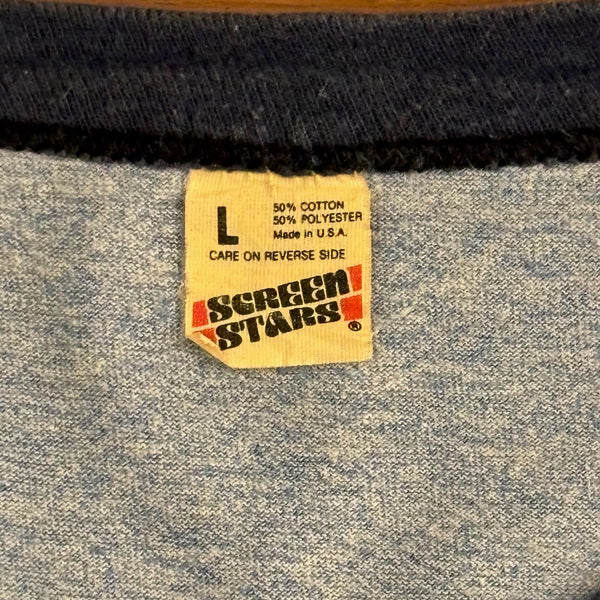 L
50% COTTON
50% POLYESTER
Made in U.S.A.
CARE ON REVERSE SIDE
SCREEN
STARS®